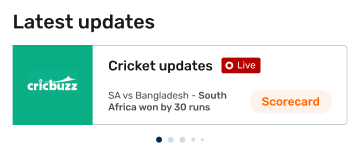 Latest updates
cricbuzz
Cricket updates
Live
SA vs Bangladesh - South
Africa won by 30 runs
Scorecard